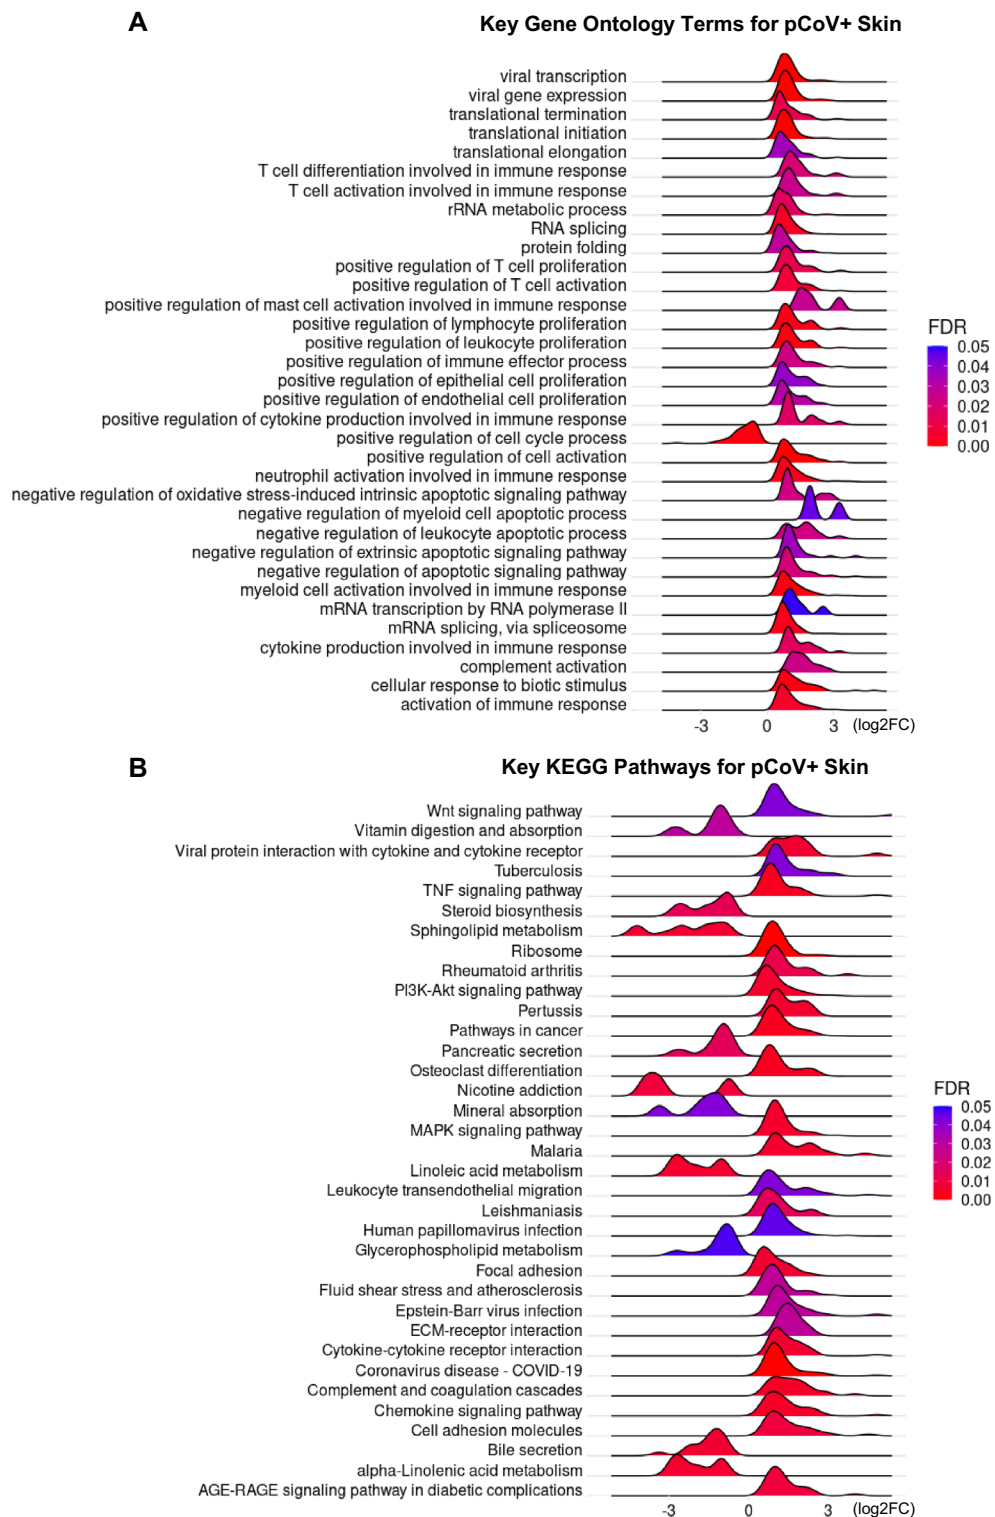 A
Key Gene Ontology Terms for pCoV+ Skin
viral transcription
viral gene expression
translational termination
translational initiation
translational elongation
T cell differentiation involved in immune response
T cell activation involved in immune response
rRNA metabolic process
RNA splicing
protein folding
positive regulation of T cell proliferation
positive regulation of T cell activation
positive regulation of mast cell activation involved in immune response
positive regulation of lymphocyte proliferation
positive regulation of leukocyte proliferation
positive regulation of immune effector process
positive regulation of epithelial cell proliferation
positive regulation of endothelial cell proliferation
positive regulation of cytokine production involved in immune response
positive regulation of cell cycle process
positive regulation of cell activation
neutrophil activation involved in immune response
negative regulation of oxidative stress-induced intrinsic apoptotic signaling pathway
negative regulation of myeloid cell apoptotic process
negative regulation of leukocyte apoptotic process
negative regulation of extrinsic apoptotic signaling pathway
negative regulation of apoptotic signaling pathway
myeloid cell activation involved in immune response
mRNA transcription by RNA polymerase II
mRNA splicing, via spliceosome
cytokine production involved in immune response
complement activation
cellular response to biotic stimulus
activation of immune response
-3 0 3 (log2FC)
FDR
0.05
0.04
0.03
0.02
0.01
0.00
B
Key KEGG Pathways for pCoV+ Skin
Wnt signaling pathway
Vitamin digestion and absorption
Viral protein interaction with cytokine and cytokine receptor
Tuberculosis
TNF signaling pathway
Steroid biosynthesis
Sphingolipid metabolism
Ribosome
Rheumatoid arthritis
PI3K-Akt signaling pathway
Pertussis
Pathways in cancer
Pancreatic secretion
Osteoclast differentiation
Nicotine addiction
Mineral absorption
MAPK signaling pathway
Malaria
Linoleic acid metabolism
Leukocyte transendothelial migration
Leishmaniasis
Human papillomavirus infection
Glycerophospholipid metabolism
Focal adhesion
Fluid shear stress and atherosclerosis
Epstein-Barr virus infection
ECM-receptor interaction
Cytokine-cytokine receptor interaction
Coronavirus disease - COVID-19
Complement and coagulation cascades
Chemokine signaling pathway
Cell adhesion molecules
Bile secretion
alpha-Linolenic acid metabolism
AGE-RAGE signaling pathway in diabetic complications
-3 0 3 (log2FC)
FDR
0.05
0.04
0.03
0.02
0.01
0.00